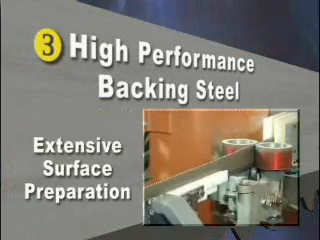 3 High Performance
Backing Steel
Extensive
Surface
Preparation